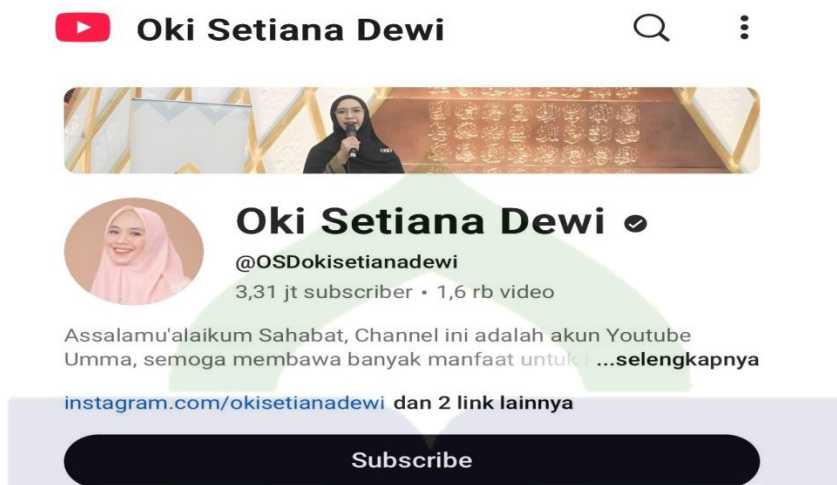 Oki Setiana Dewi
Oki Setiana Dewi
@OSDokisetianadewi
3,31 jt subscriber • 1,6 rb video
Assalamu'alaikum Sahabat, Channel ini adalah akun Youtube
Umma, semoga membawa banyak manfaat untuk ...selengkapnya
instagram.com/okisetianadewi dan 2 link lainnya
Subscribe